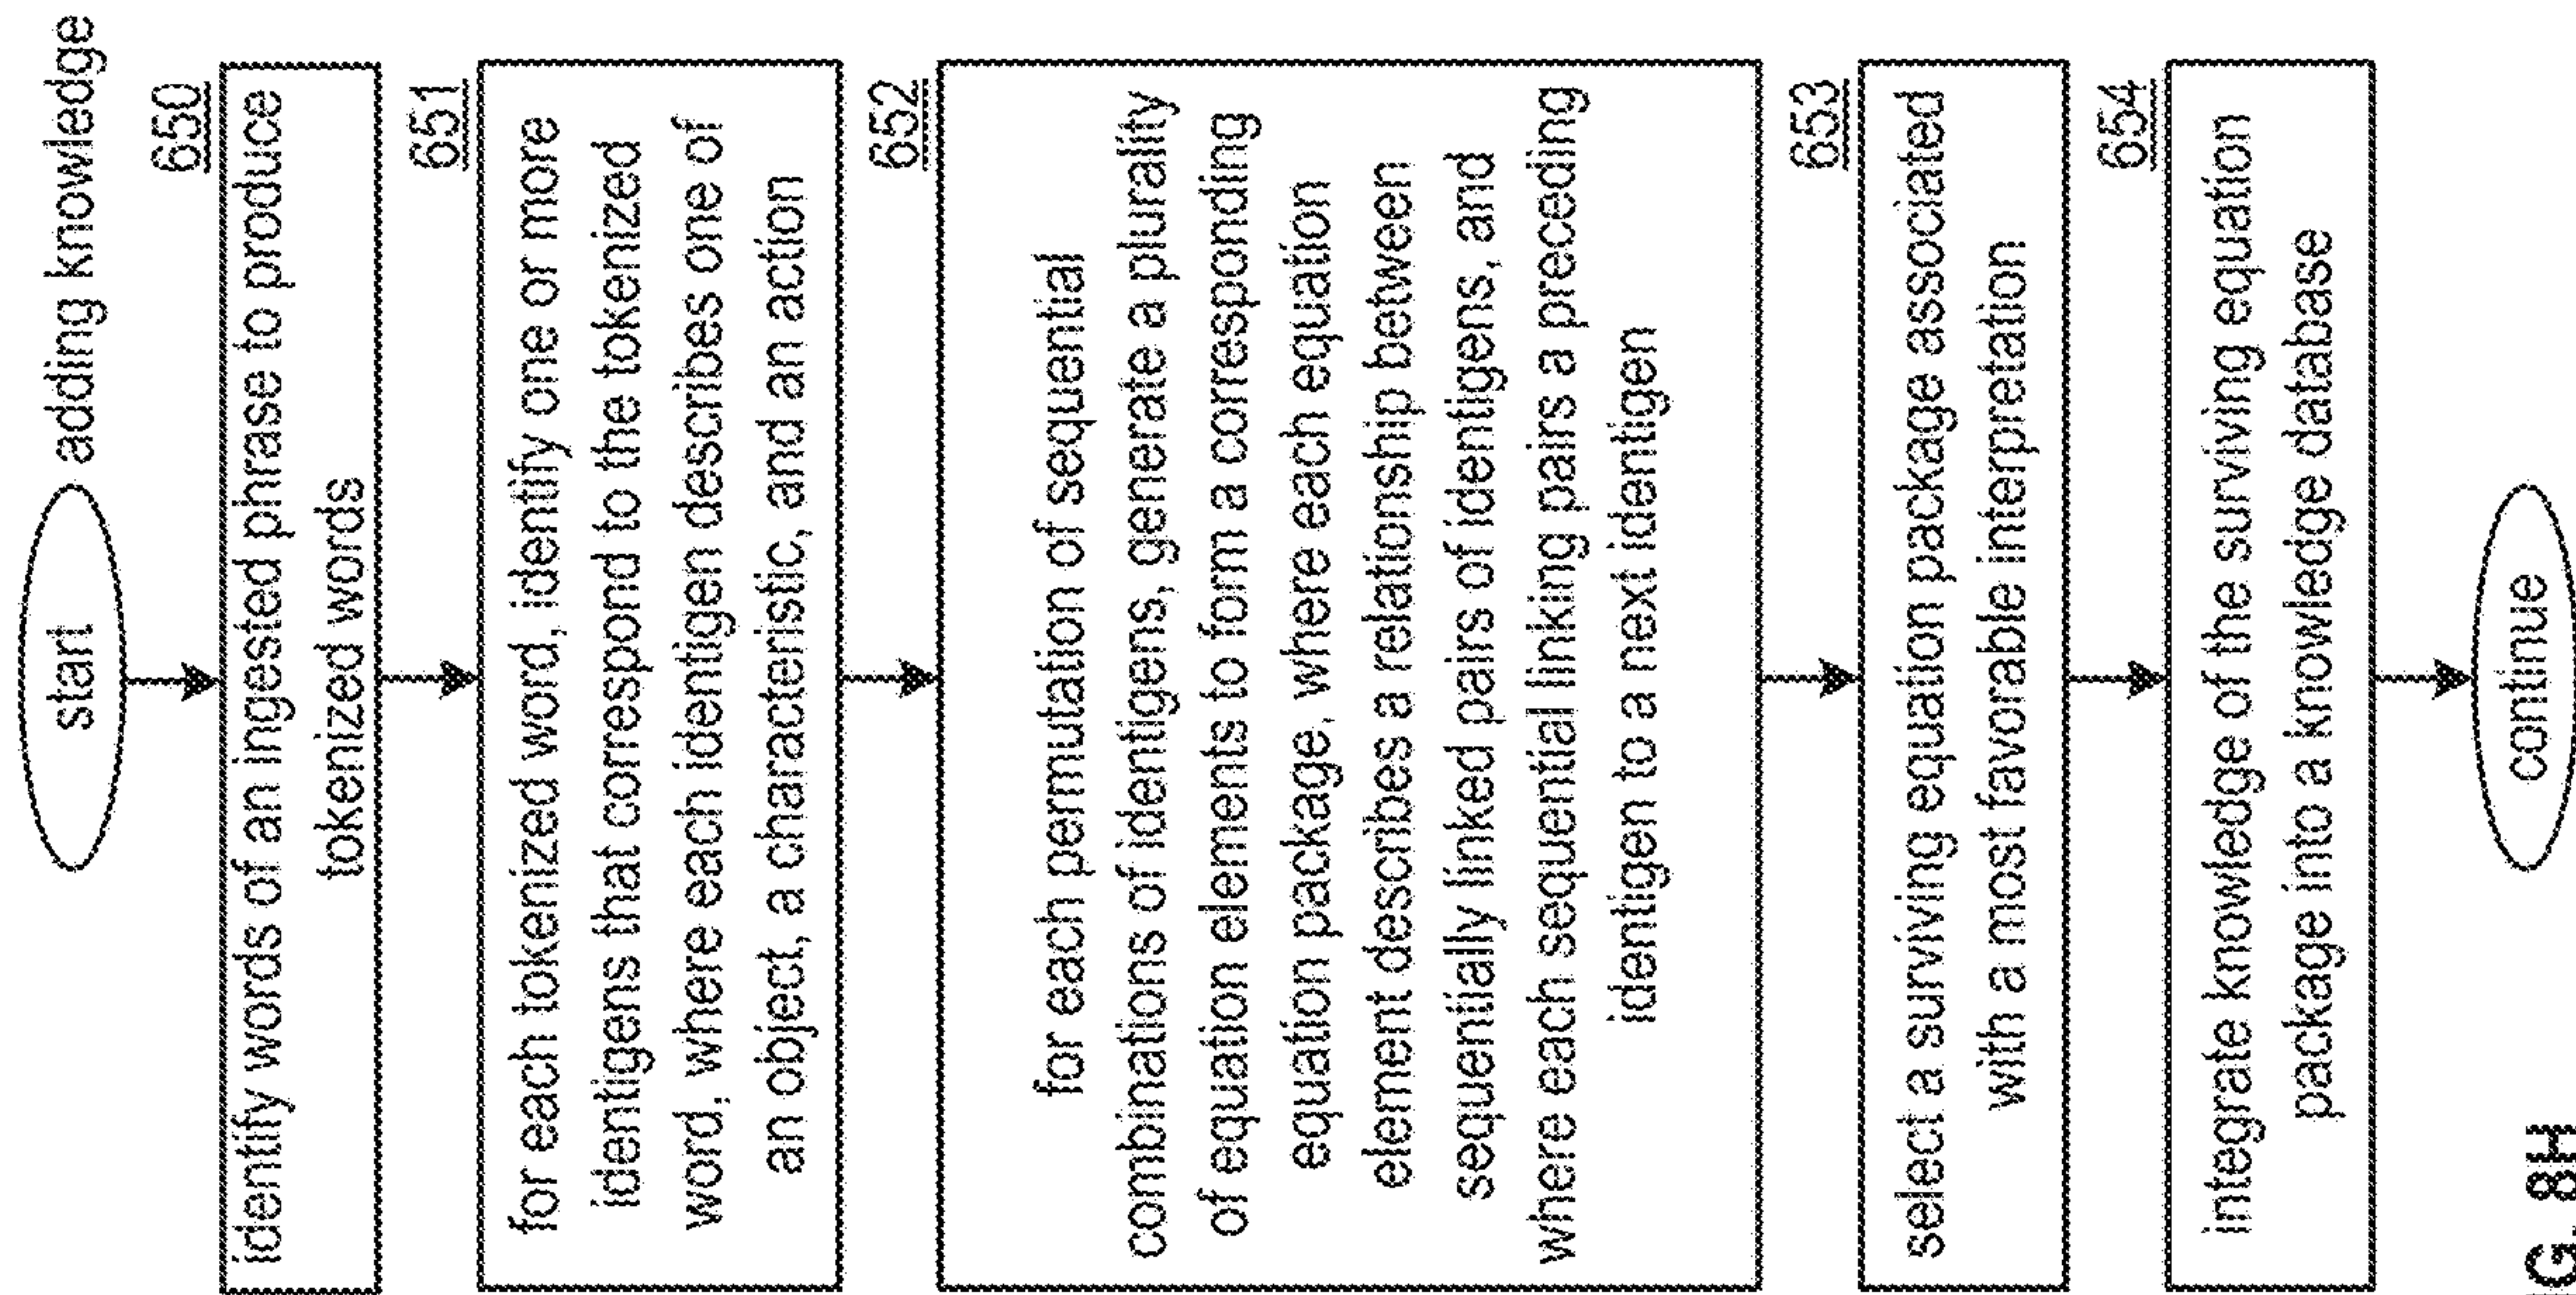 start
adding knowledge
650
identify words of an ingested phrase to produce
tokenized words
651
for each tokenized word, identify one or more
identigens that correspond to the tokenized
word, where each identigen describes one of
an object, a characteristic, and an action
652
for each permutation of sequential
combinations of identigens, generate a plurality
of equation elements to form a corresponding
equation package, where each equation
element describes a relationship between
sequentially linked pairs of identigens, and
where each sequential linking pairs a preceding
identigen to a next identigen
653
select a surviving equation package associated
with a most favorable interpretation
654
integrate knowledge of the surviving equation
package into a knowledge database
continue
IG. 8H